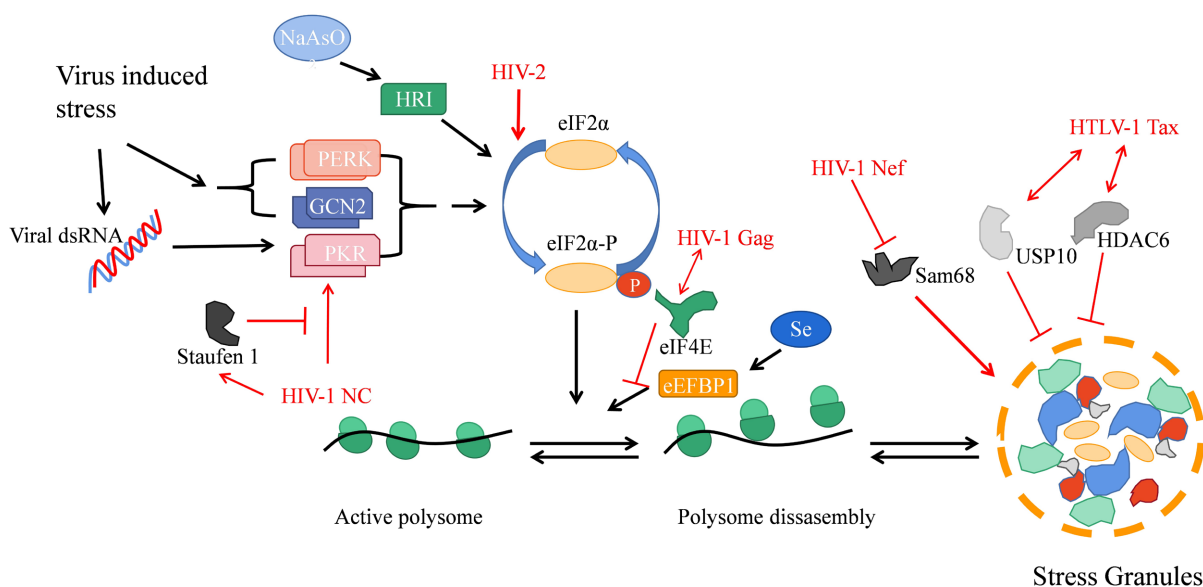 NaAsO
Virus induced
stress
HIV-2
HRI
eIF2α
HTLV-1 Tax
PERK
HIV-1 Nef
GCN2
Viral dsRNA
PKR
eIF2α-P
HIV-1 Gag
USP10
HDAC6
Sam68
P
Staufen 1
eIF4E
Se
eEFBP1
HIV-1 NC
Active polysome
Polysome dissasembly
Stress Granules